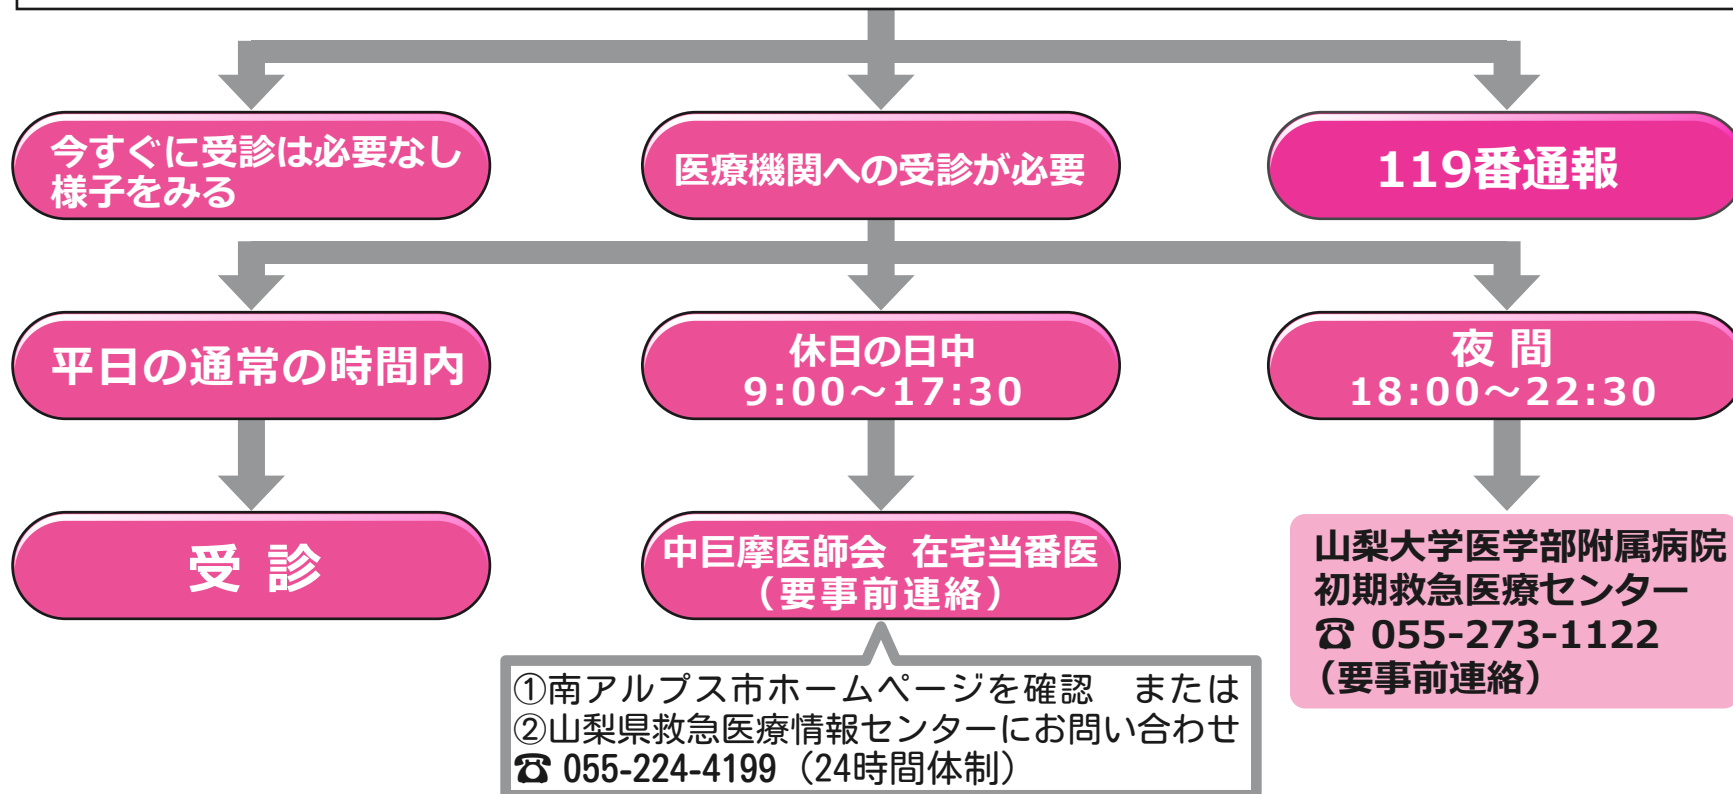 今すぐに受診は必要なし
様子をみる
医療機関への受診が必要
119番通報
平日の通常の時間内
休日の日中
9:00～17:30
夜間
18:00～22:30
受診
中巨摩医師会 在宅当番医
（要事前連絡）
山梨大学医学部附属病院
初期救急医療センター
☎ 055-273-1122
（要事前連絡）
①南アルプス市ホームページを確認　または
②山梨県救急医療情報センターにお問い合わせ
☎ 055-224-4199（24時間体制）